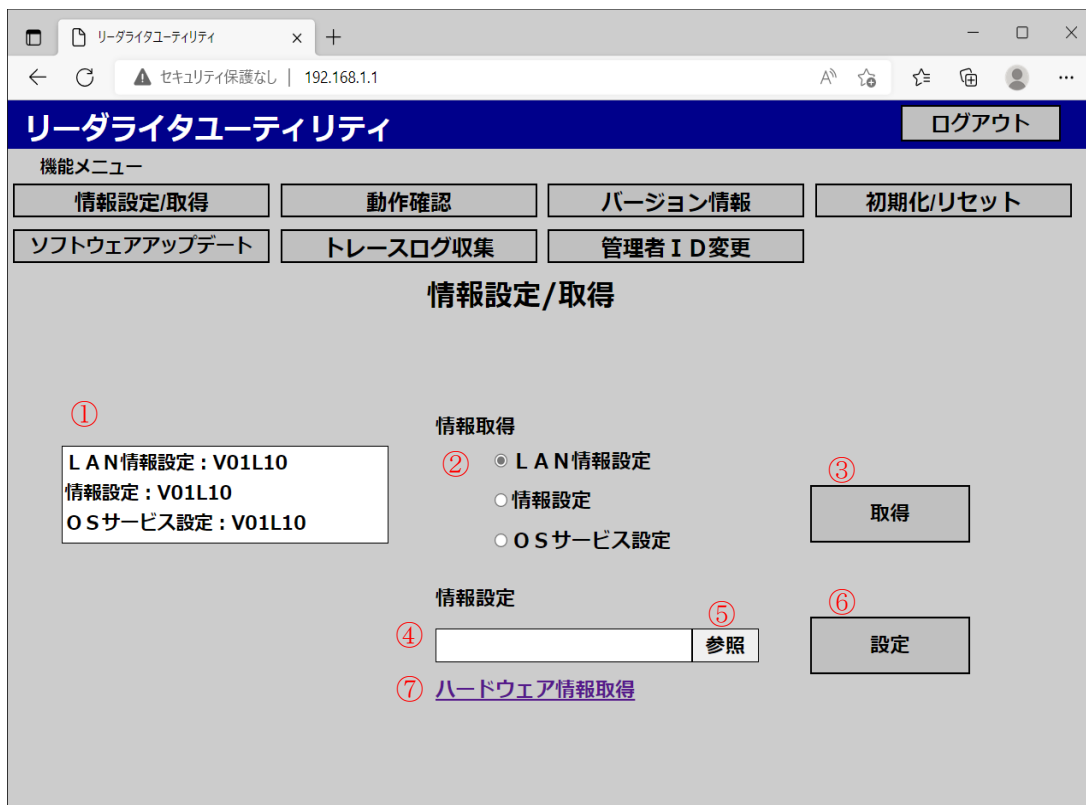 リーダライタユーティリティ
セキュリティ保護なし | 192.168.1.1
リーダライタユーティリティ
ログアウト
機能メニュー
情報設定/取得 動作確認 バージョン情報 初期化/リセット
ソフトウェアアップデート トレースログ収集 管理者ＩＤ変更
情報設定/取得
①
ＬＡＮ情報設定：V01L10
情報設定：V01L10
ＯＳサービス設定：V01L10
情報取得
② ＬＡＮ情報設定
情報設定
ＯＳサービス設定
③
取得
情報設定
④
⑤
参照
⑥
設定
⑦ ハードウェア情報取得